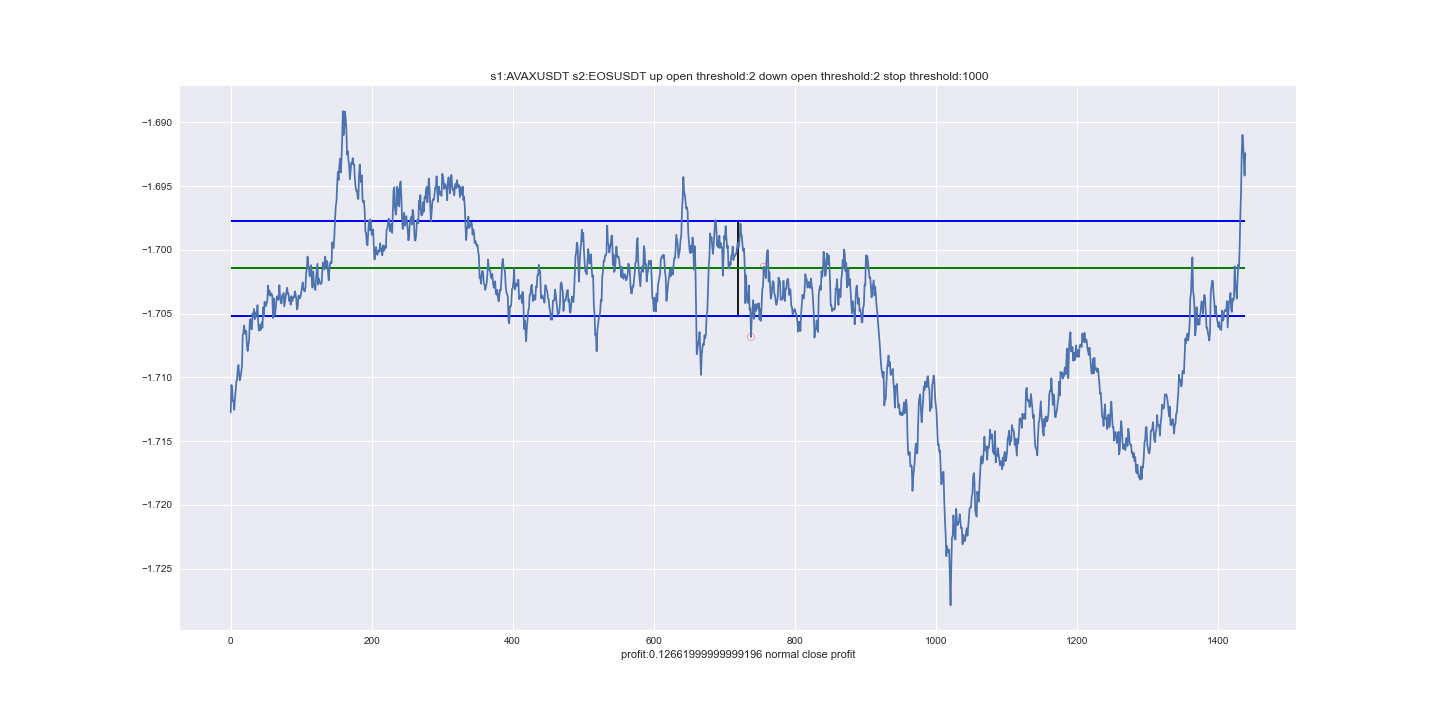 s1:AVAXUSDT s2:EOSUSDT up open threshold:2 down open threshold:2 stop threshold:1000
−1.690
−1.695
−1.700
−1.705
−1.710
−1.715
−1.720
−1.725
0 200 400 600 800 1000 1200 1400
profit:0.12661999999999196 normal close profit